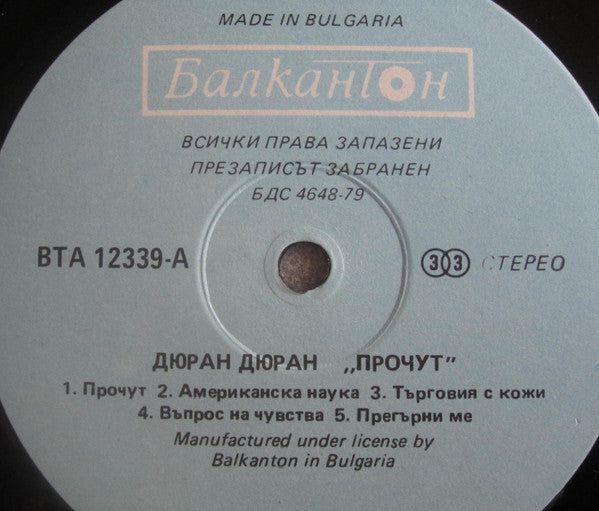 MADE IN BULGARIA
Балкантон
ВСИЧКИ ПРАВА ЗАПАЗЕНИ
ПРЕЗАПИСЪТ ЗАБРАНЕН
БДС 4648-79
ВТА 12339-А
33 СТЕРЕО
ДЮРАН ДЮРАН „ПРОЧУТ"
1. Прочут 2. Американска наука 3. Търговия с кожи
4. Въпрос на чувства 5. Прегърни ме
Manufactured under license by
Balkanton in Bulgaria